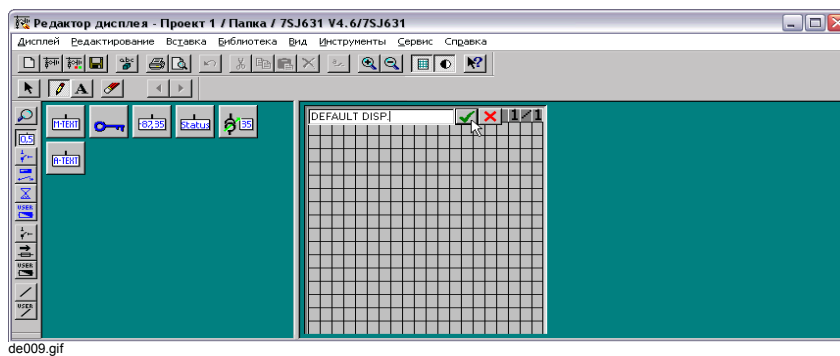 Редактор дисплея - Проект 1 / Папка / 7SJ631 V4.6/7SJ631
Дисплей Редактирование Вставка Библиотека Вид Инструменты Сервис Справка
A
M-TEXT -87,35 Status 35
DEFAULT DISP. 1/1
0.5
A-TEXT
USER
USER
USER
de009.gif